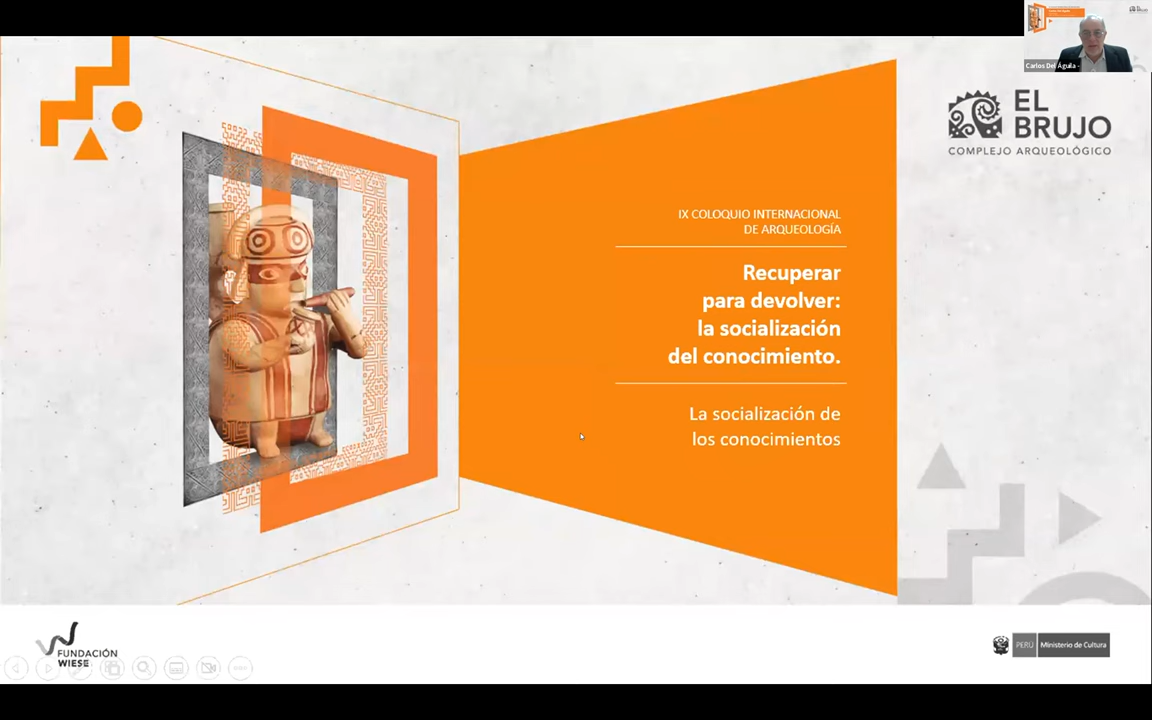 Carlos Del Águila -
EL
BRUJO
COMPLEJO ARQUEOLÓGICO
IX COLOQUIO INTERNACIONAL
DE ARQUEOLOGÍA
Recuperar
para devolver:
la socialización
del conocimiento.
La socialización de
los conocimientos
FUNDACIÓN
WIESE
PERÚ Ministerio de Cultura